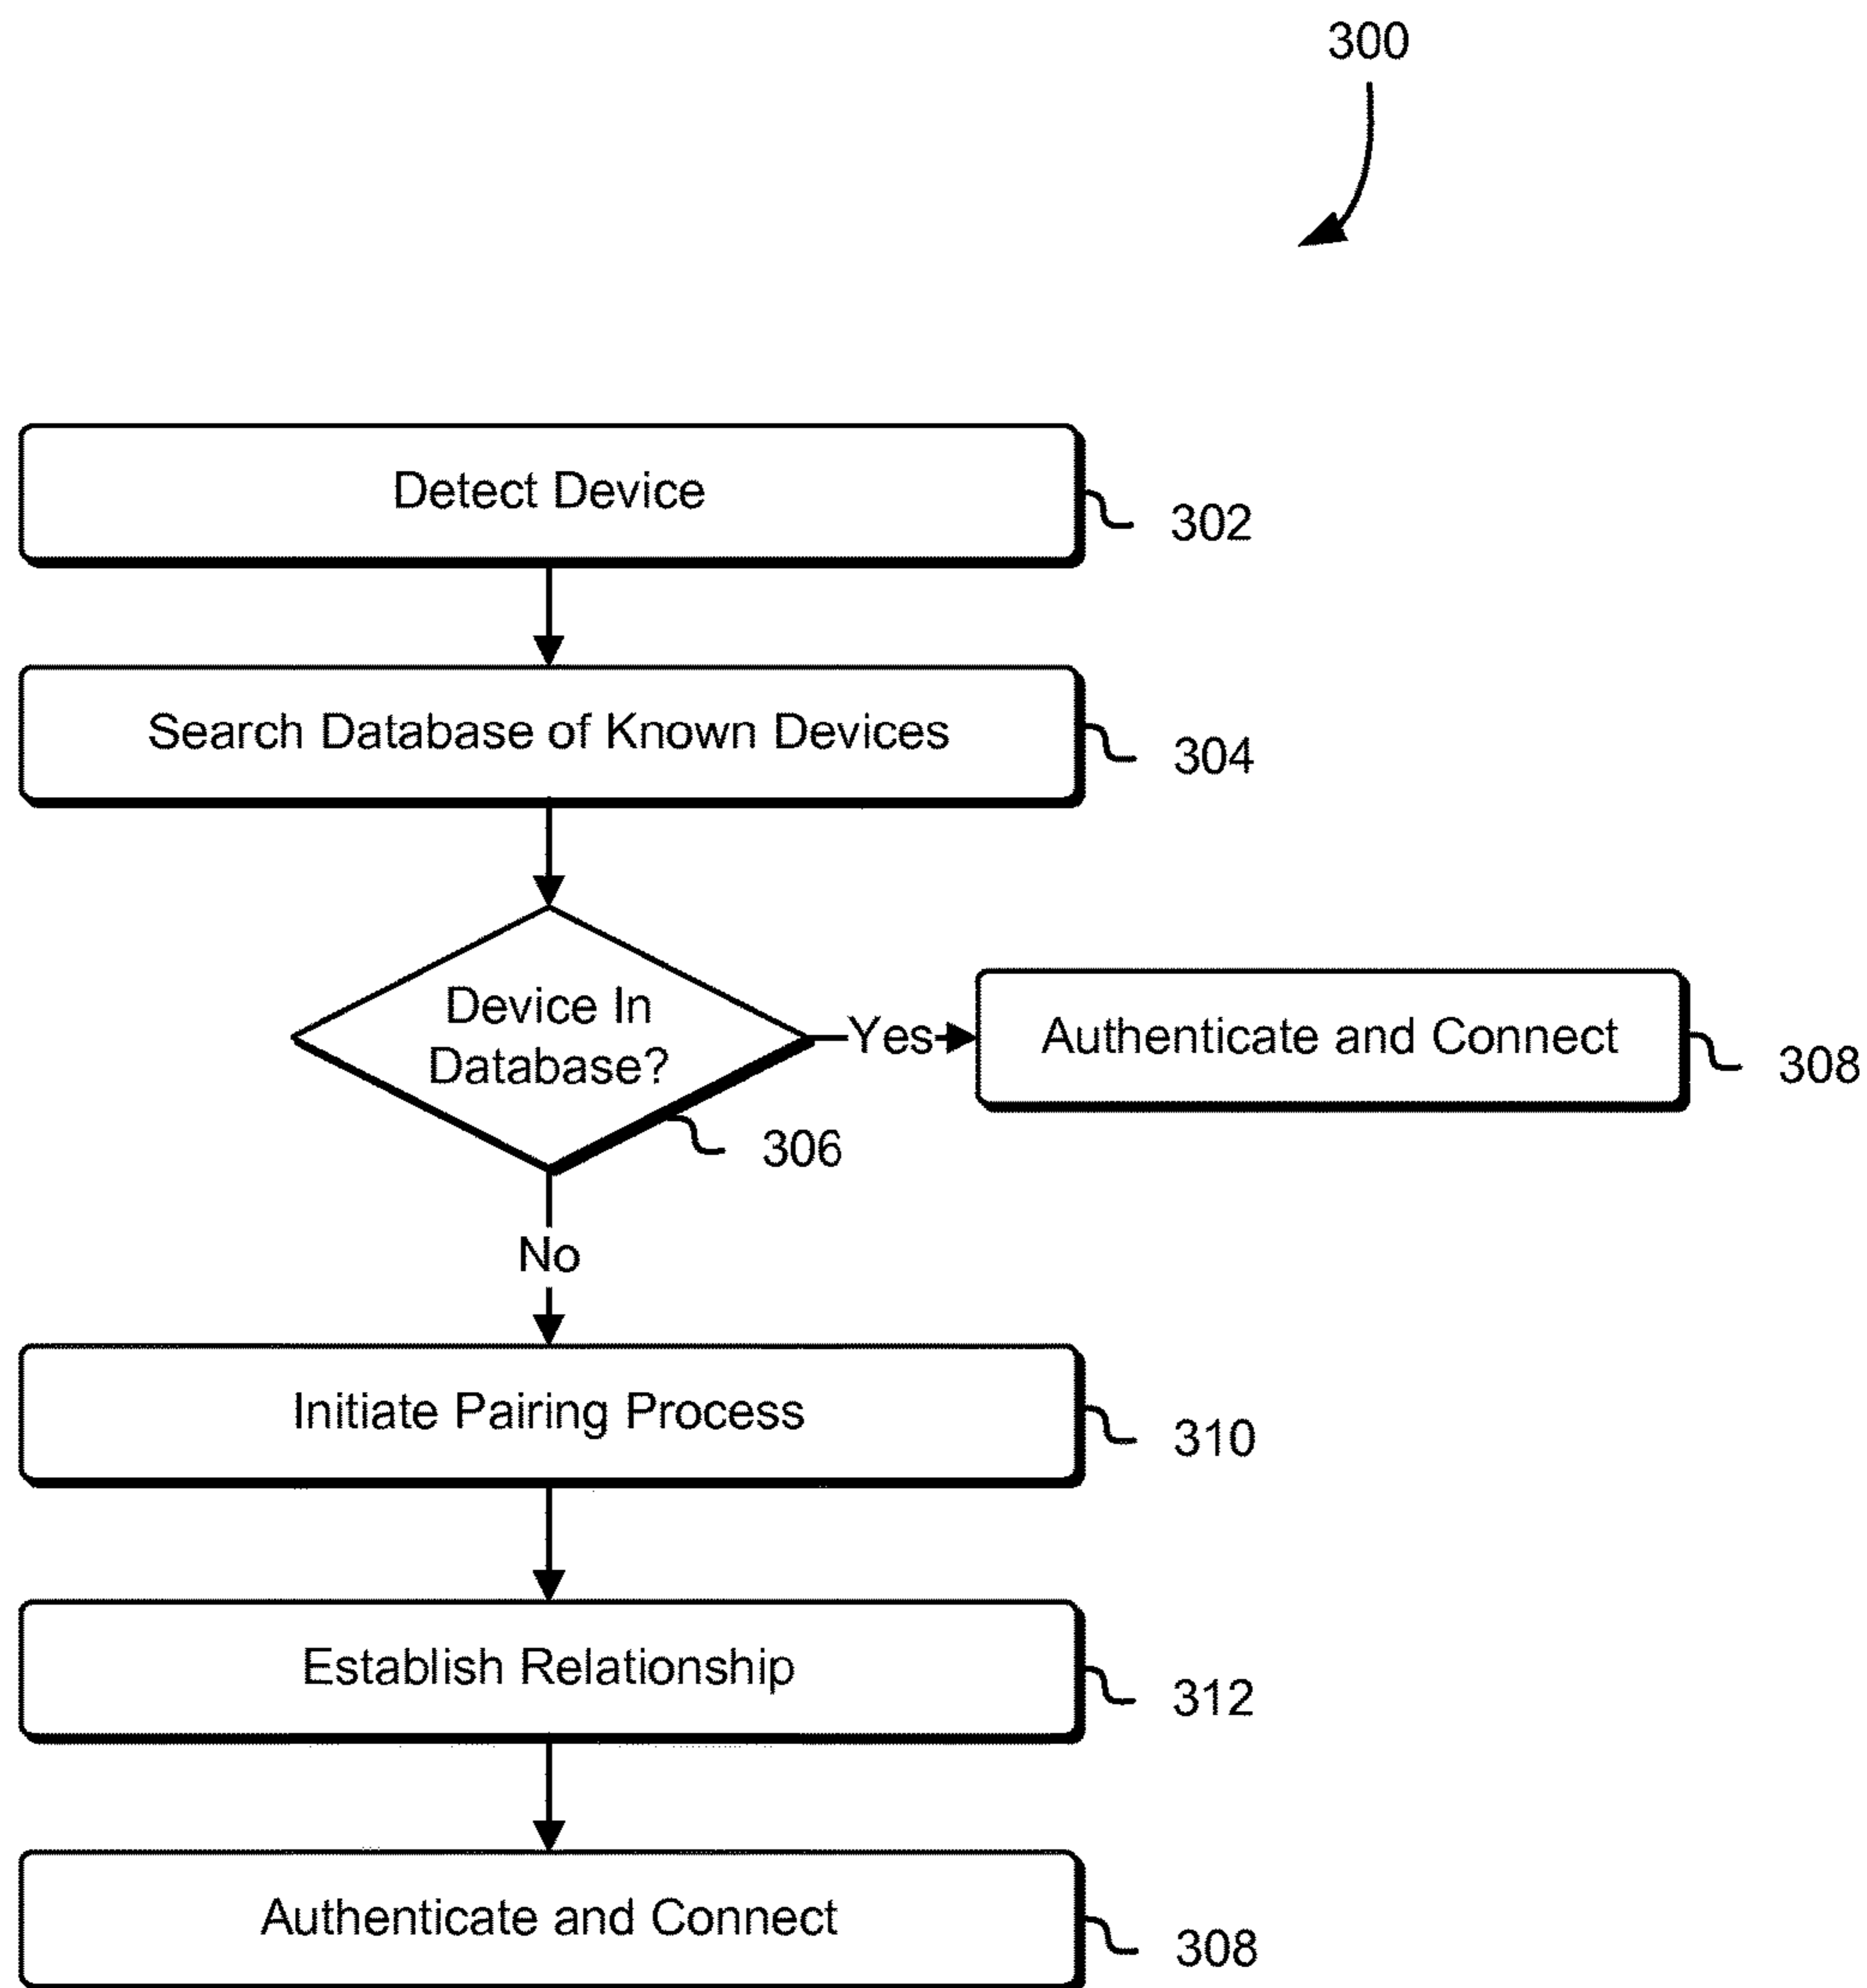 300
Detect Device
302
Search Database of Known Devices
304
Device In
Database?
306
Yes
Authenticate and Connect
308
No
Initiate Pairing Process
310
Establish Relationship
312
Authenticate and Connect
308